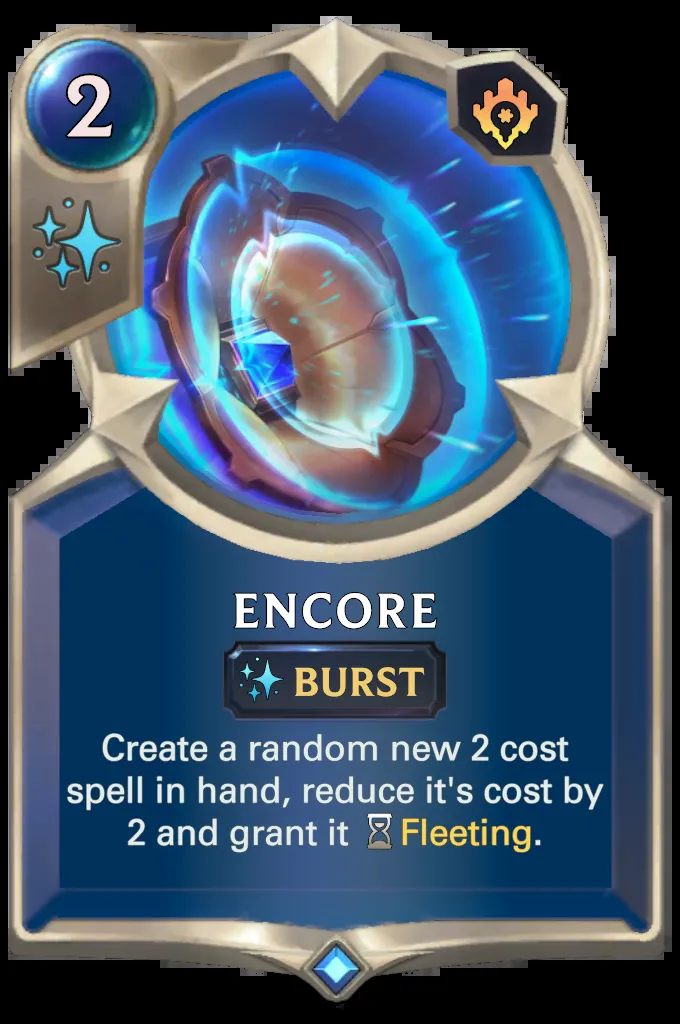 2
ENCORE
BURST
Create a random new 2 cost
spell in hand, reduce it's cost by
2 and grant it Fleeting.